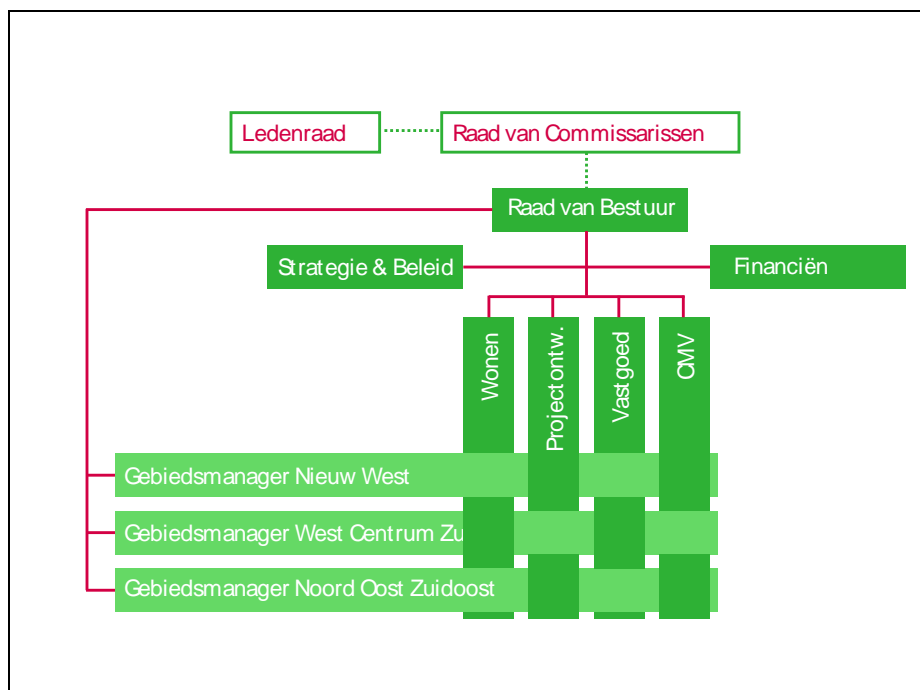 Ledenraad
Raad van Commissarissen
Raad van Bestuur
Strategie & Beleid
Financiën
Wonen
Projectontw.
Vastgoed
CMV
Gebiedsmanager Nieuw West
Gebiedsmanager West Centrum Zu
Gebiedsmanager Noord Oost Zuidoost